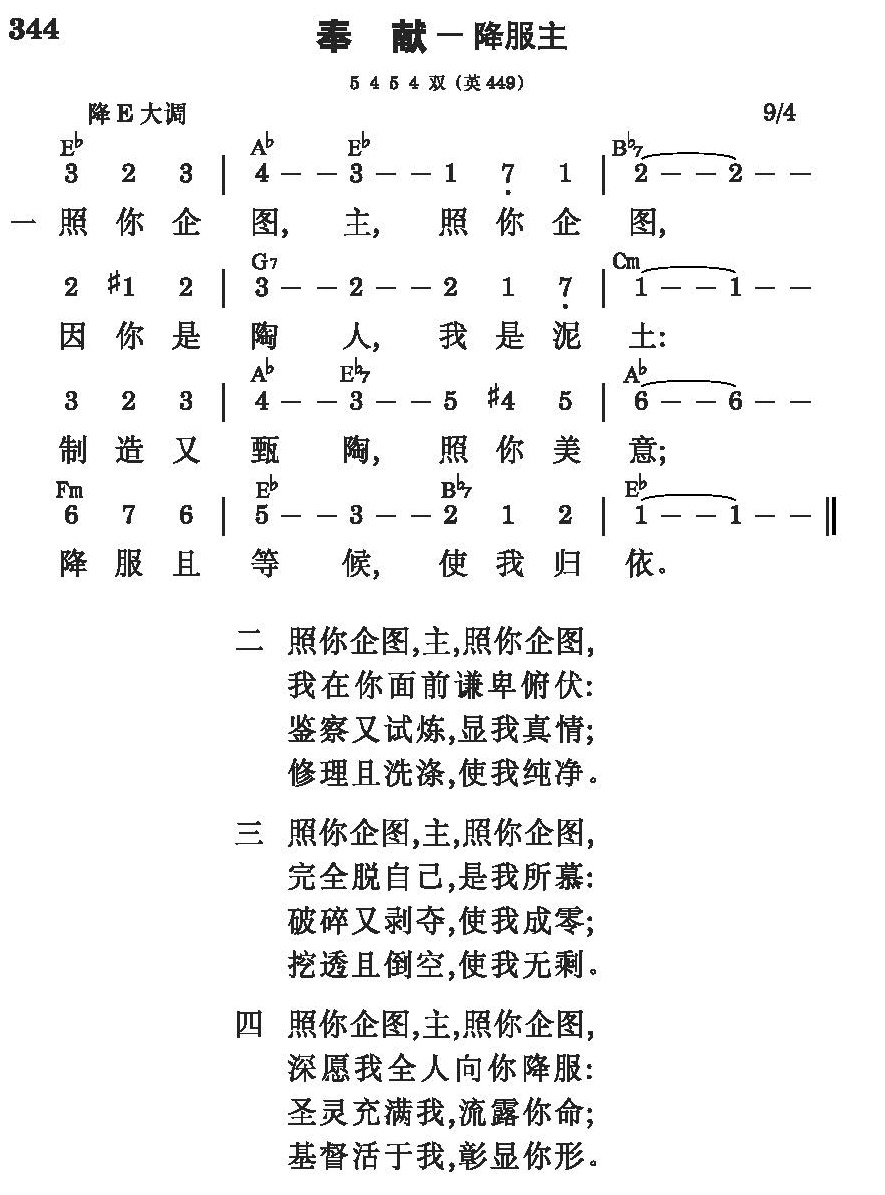 344
奉 献－降服主
5 4 5 4 双（英449）
降E大调 9/4
E♭ A♭ E♭ B♭7
3 2 3 | 4 - - 3 - - 1 7̣ 1 | 2 - - 2 - -
一 照 你 企 图, 主, 照 你 企 图,
G7 Cm
2 ♯1 2 | 3 - - 2 - - 2 1 7̣ | 1 - - 1 - -
因 你 是 陶 人, 我 是 泥 土:
A♭ E♭7 A♭
3 2 3 | 4 - - 3 - - 5 ♯4 5 | 6 - - 6 - -
制 造 又 甄 陶, 照 你 美 意;
Fm E♭ B♭7 E♭
6 7 6 | 5 - - 3 - - 2 1 2 | 1 - - 1 - - ‖
降 服 且 等 候, 使 我 归 依。
二 照你企图,主,照你企图,
我在你面前谦卑俯伏:
鉴察又试炼,显我真情;
修理且洗涤,使我纯净。
三 照你企图,主,照你企图,
完全脱自己,是我所慕:
破碎又剥夺,使我成零;
挖透且倒空,使我无剩。
四 照你企图,主,照你企图,
深愿我全人向你降服:
圣灵充满我,流露你命;
基督活于我,彰显你形。